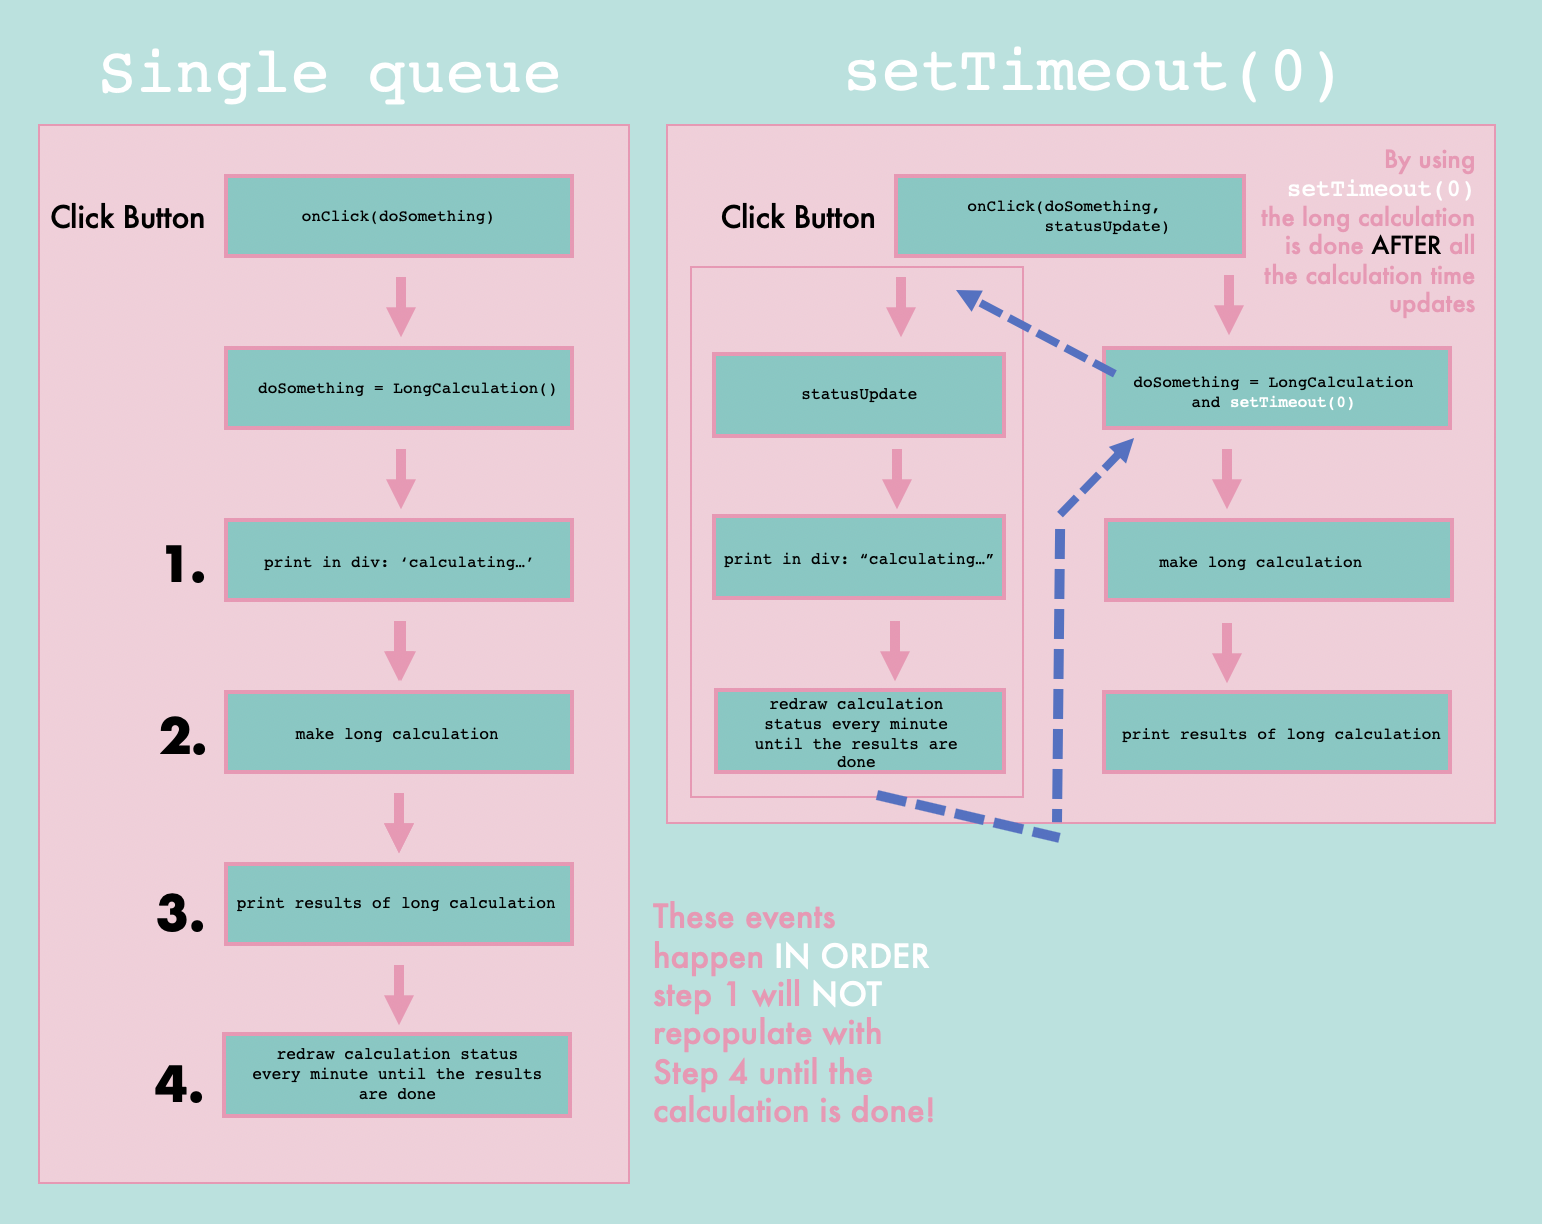 Single queue
Click Button
onClick(doSomething)
doSomething = LongCalculation()
1.
print in div: ‘calculating…’
2.
make long calculation
3.
print results of long calculation
4.
redraw calculation status
every minute until the results
are done
setTimeout(0)
Click Button
onClick(doSomething,
statusUpdate)
By using
setTimeout(0)
the long calculation
is done AFTER all
the calculation time
updates
statusUpdate
print in div: “calculating…”
redraw calculation
status every minute
until the results are
done
doSomething = LongCalculation
and setTimeout(0)
make long calculation
print results of long calculation
These events
happen IN ORDER
step 1 will NOT
repopulate with
Step 4 until the
calculation is done!